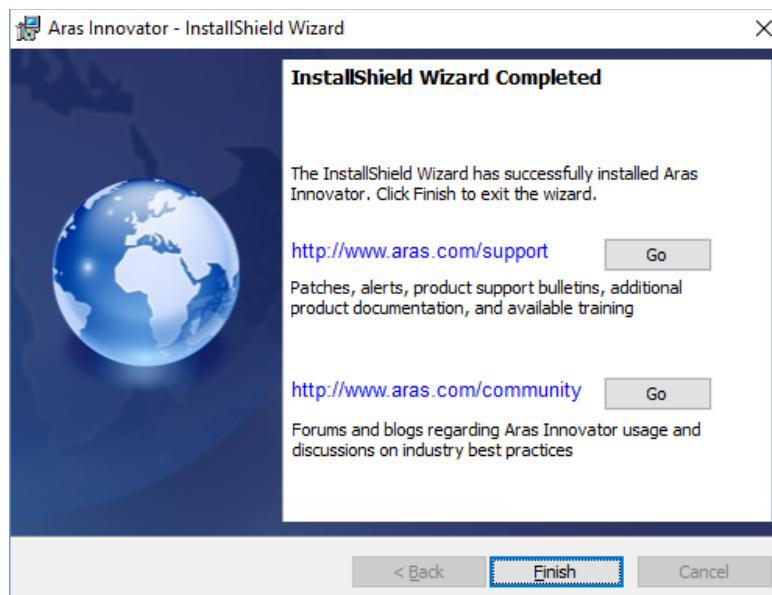 Aras Innovator - InstallShield Wizard
InstallShield Wizard Completed
The InstallShield Wizard has successfully installed Aras
Innovator. Click Finish to exit the wizard.
http://www.aras.com/support
Go
Patches, alerts, product support bulletins, additional
product documentation, and available training
http://www.aras.com/community
Go
Forums and blogs regarding Aras Innovator usage and
discussions on industry best practices
< Back
Finish
Cancel